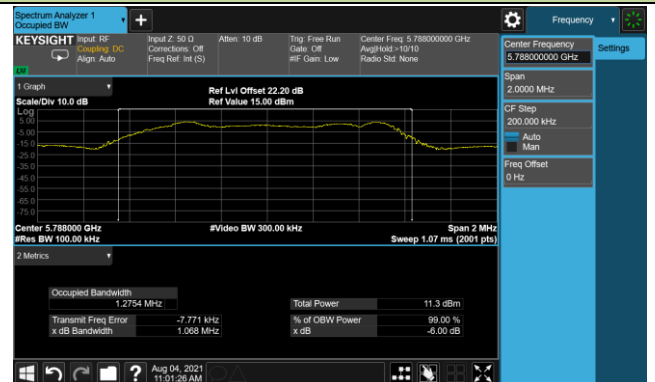 Spectrum Analyzer 1
Occupied BW
+
Frequency
KEYSIGHT
Input: RF
Coupling: DC
Align: Auto
Input Z: 50 Ω
Corrections: Off
Freq Ref: Int (S)
Atten: 10 dB
Trig: Free Run
Gate: Off
#IF Gain: Low
Center Freq: 5.788000000 GHz
Avg|Hold:>10/10
Radio Std: None
LXI
Center Frequency
5.788000000 GHz
Settings
Span
2.0000 MHz
CF Step
200.000 kHz
Auto
Man
Freq Offset
0 Hz
1 Graph
Scale/Div 10.0 dB
Ref Lvl Offset 22.20 dB
Ref Value 15.00 dBm
Log
5.00
-5.00
-15.0
-25.0
-35.0
-45.0
-55.0
-65.0
-75.0
Center 5.788000 GHz
#Res BW 100.00 kHz
#Video BW 300.00 kHz
Span 2 MHz
Sweep 1.07 ms (2001 pts)
2 Metrics
Occupied Bandwidth
1.2754 MHz
Total Power 11.3 dBm
Transmit Freq Error -7.771 kHz
% of OBW Power 99.00 %
x dB Bandwidth 1.068 MHz
x dB -6.00 dB
?
Aug 04, 2021
11:01:26 AM